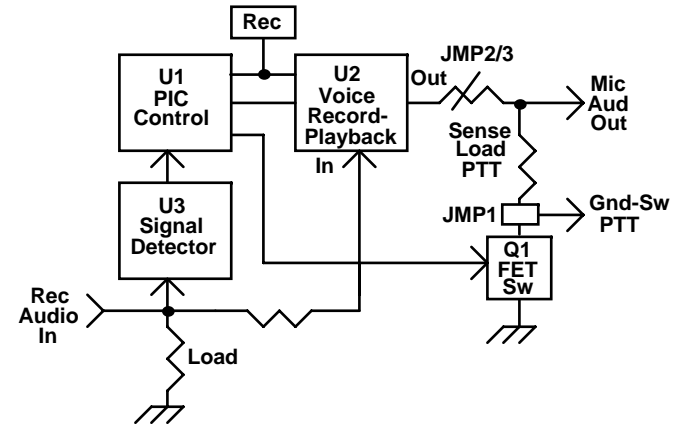 Rec
JMP2/3
U1
PIC
Control
U2
Voice
Record-
Playback
Out
In
Mic
Aud
Out
Sense
Load
PTT
U3
Signal
Detector
JMP1
Gnd-Sw
PTT
Q1
FET
Sw
Rec
Audio
In
Load